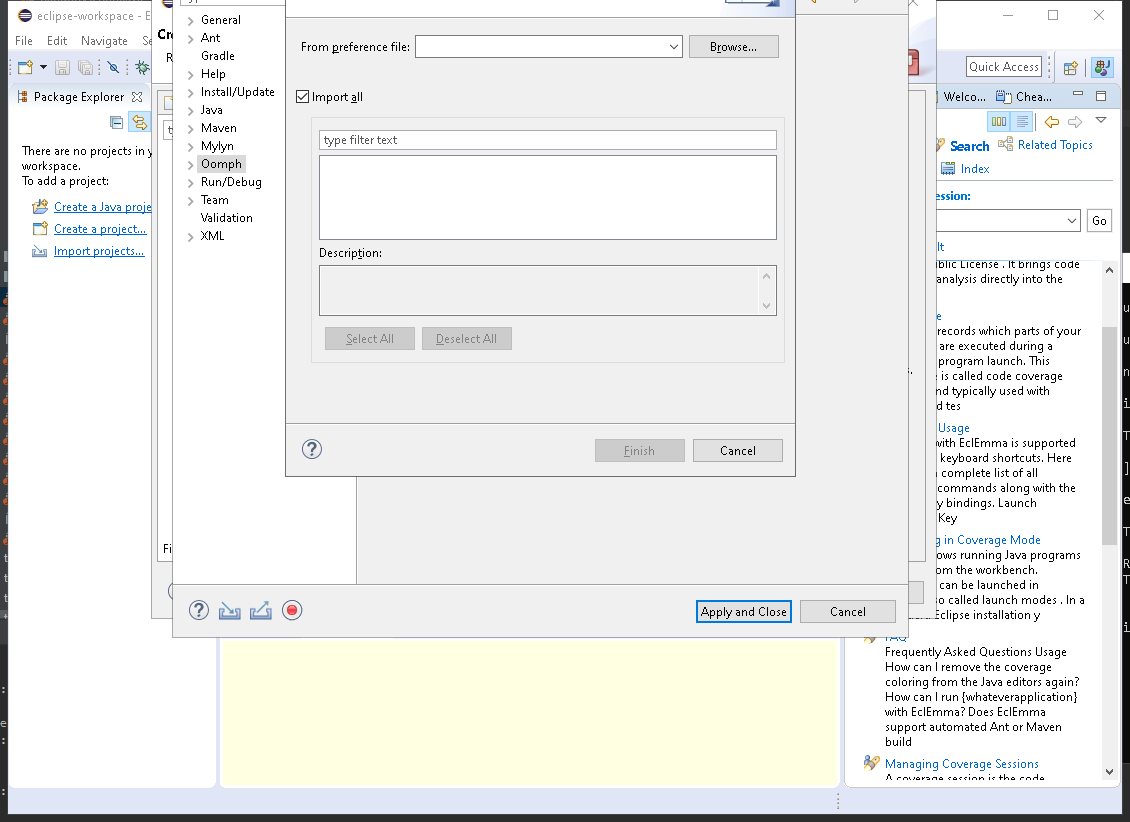 eclipse-workspace - E
File Edit Navigate Se
Quick Access
Package Explorer
There are no projects in y
workspace.
To add a project:
Create a Java proje
Create a project...
Import projects...
General
Ant
Gradle
Help
Install/Update
Java
Maven
Mylyn
Oomph
Run/Debug
Team
Validation
XML
From preference file:
Browse...
Import all
type filter text
Description:
Select All
Deselect All
Finish
Cancel
Apply and Close
Cancel
Welco...
Chea...
Search
Related Topics
Index
ession:
Go
blic License . It brings code
analysis directly into the
records which parts of your
are executed during a
program launch. This
is called code coverage
nd typically used with
d tes
Usage
with EclEmma is supported
keyboard shortcuts. Here
complete list of all
commands along with the
y bindings. Launch
Key
g in Coverage Mode
ows running Java programs
om the workbench.
can be launched in
so called launch modes . In a
Eclipse installation y
FAQ
Frequently Asked Questions Usage
How can I remove the coverage
coloring from the Java editors again?
How can I run {whateverapplication}
with EclEmma? Does EclEmma
support automated Ant or Maven
build
Managing Coverage Sessions
A coverage session is the code